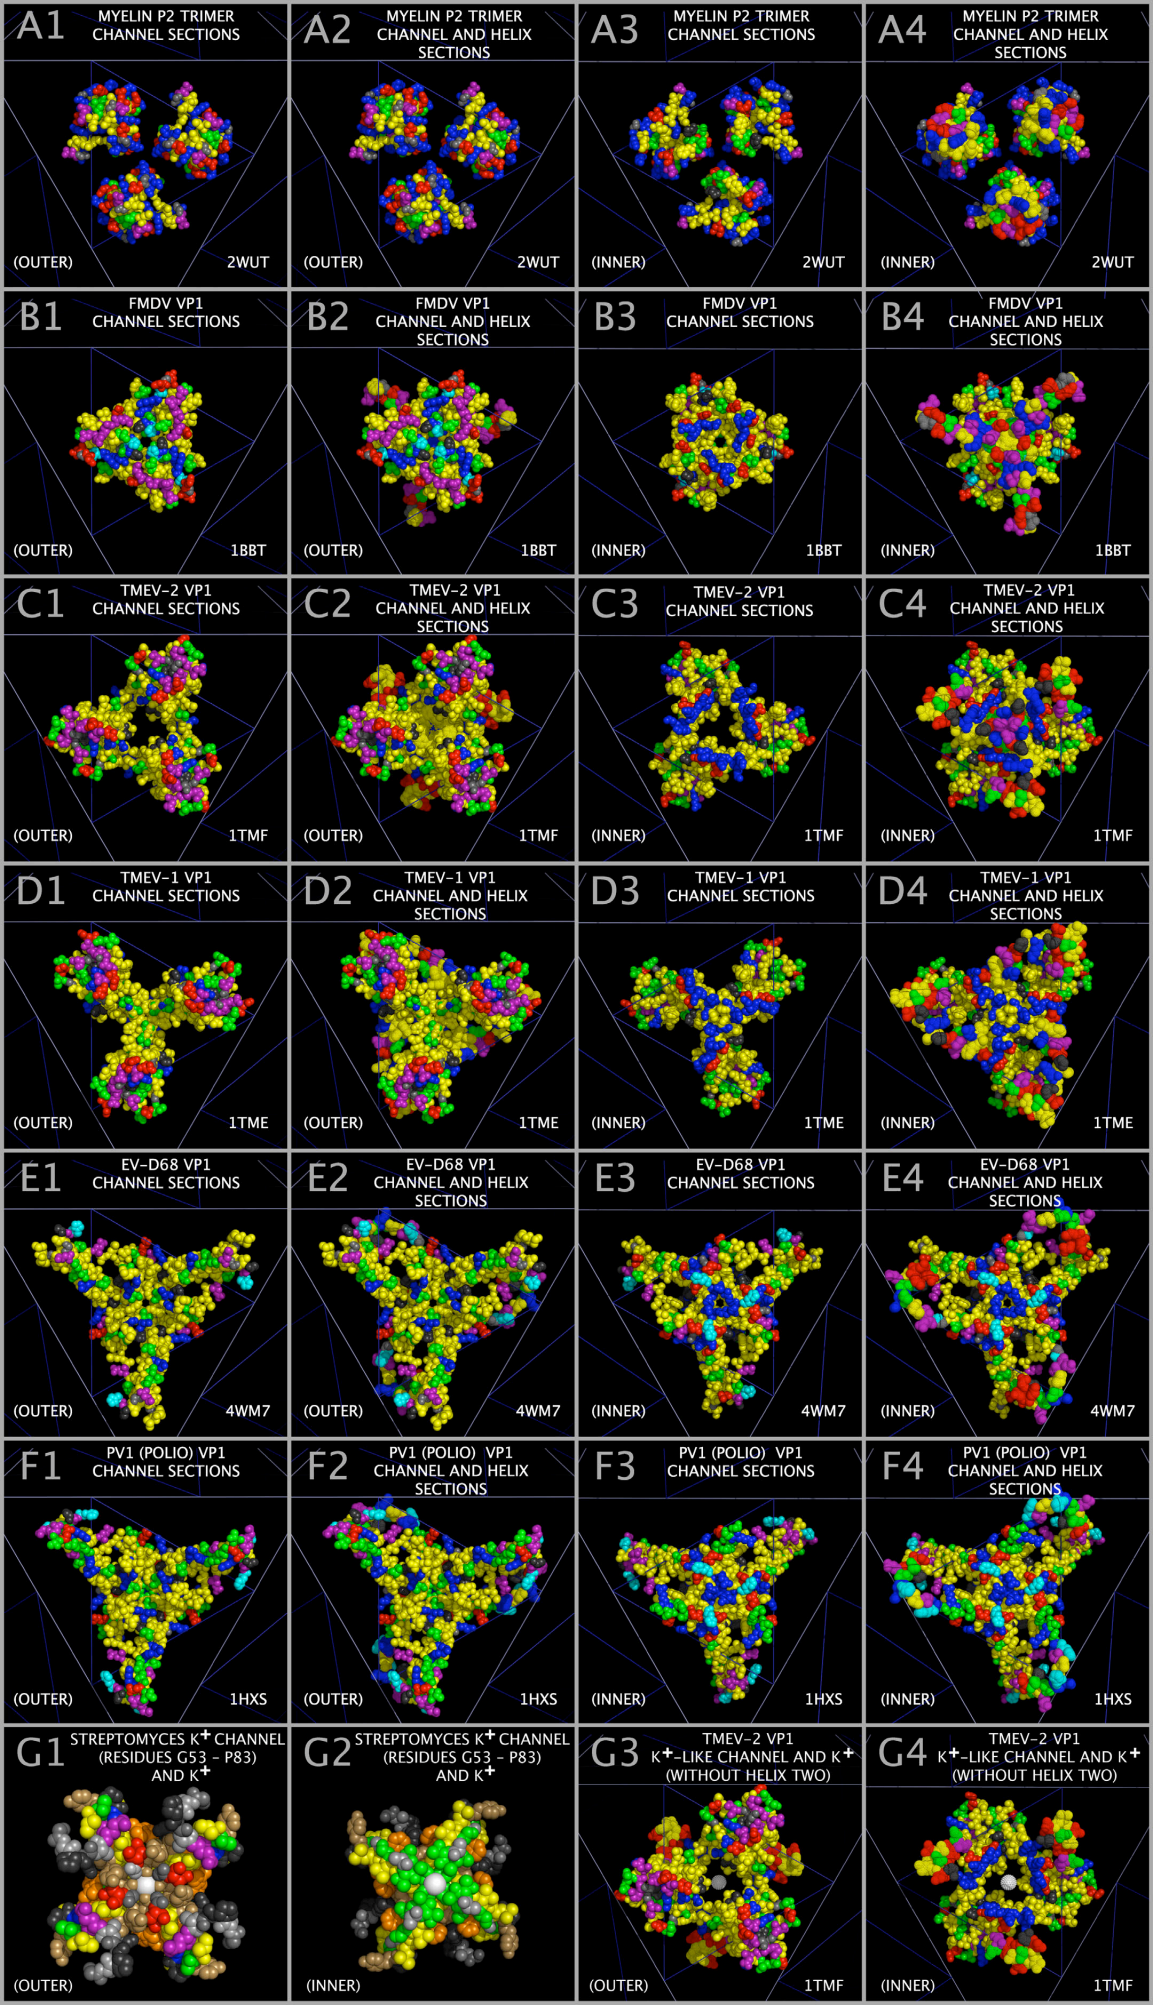 A1
MYELIN P2 TRIMER
CHANNEL SECTIONS
(OUTER)
2WUT
A2
MYELIN P2 TRIMER
CHANNEL AND HELIX
SECTIONS
(OUTER)
2WUT
A3
MYELIN P2 TRIMER
CHANNEL SECTIONS
(INNER)
2WUT
A4
MYELIN P2 TRIMER
CHANNEL AND HELIX
SECTIONS
(INNER)
2WUT
B1
FMDV VP1
CHANNEL SECTIONS
(OUTER)
1BBT
B2
FMDV VP1
CHANNEL AND HELIX
SECTIONS
(OUTER)
1BBT
B3
FMDV VP1
CHANNEL SECTIONS
(INNER)
1BBT
B4
FMDV VP1
CHANNEL AND HELIX
SECTIONS
(INNER)
1BBT
C1
TMEV-2 VP1
CHANNEL SECTIONS
(OUTER)
1TMF
C2
TMEV-2 VP1
CHANNEL AND HELIX
SECTIONS
(OUTER)
1TMF
C3
TMEV-2 VP1
CHANNEL SECTIONS
(INNER)
1TMF
C4
TMEV-2 VP1
CHANNEL AND HELIX
SECTIONS
(INNER)
1TMF
D1
TMEV-1 VP1
CHANNEL SECTIONS
(OUTER)
1TME
D2
TMEV-1 VP1
CHANNEL AND HELIX
SECTIONS
(OUTER)
1TME
D3
TMEV-1 VP1
CHANNEL SECTIONS
(INNER)
1TME
D4
TMEV-1 VP1
CHANNEL AND HELIX
SECTIONS
(INNER)
1TME
E1
EV-D68 VP1
CHANNEL SECTIONS
(OUTER)
4WM7
E2
EV-D68 VP1
CHANNEL AND HELIX
SECTIONS
(OUTER)
4WM7
E3
EV-D68 VP1
CHANNEL SECTIONS
(INNER)
4WM7
E4
EV-D68 VP1
CHANNEL AND HELIX
SECTIONS
(INNER)
4WM7
F1
PV1 (POLIO) VP1
CHANNEL SECTIONS
(OUTER)
1HXS
F2
PV1 (POLIO) VP1
CHANNEL AND HELIX
SECTIONS
(OUTER)
1HXS
F3
PV1 (POLIO) VP1
CHANNEL SECTIONS
(INNER)
1HXS
F4
PV1 (POLIO) VP1
CHANNEL AND HELIX
SECTIONS
(INNER)
1HXS
G1
STREPTOMYCES K+ CHANNEL
(RESIDUES G53 - P83)
AND K+
(OUTER)
G2
STREPTOMYCES K+ CHANNEL
(RESIDUES G53 - P83)
AND K+
(INNER)
G3
TMEV-2 VP1
K+-LIKE CHANNEL AND K+
(WITHOUT HELIX TWO)
(OUTER)
1TMF
G4
TMEV-2 VP1
K+-LIKE CHANNEL AND K+
(WITHOUT HELIX TWO)
(INNER)
1TMF